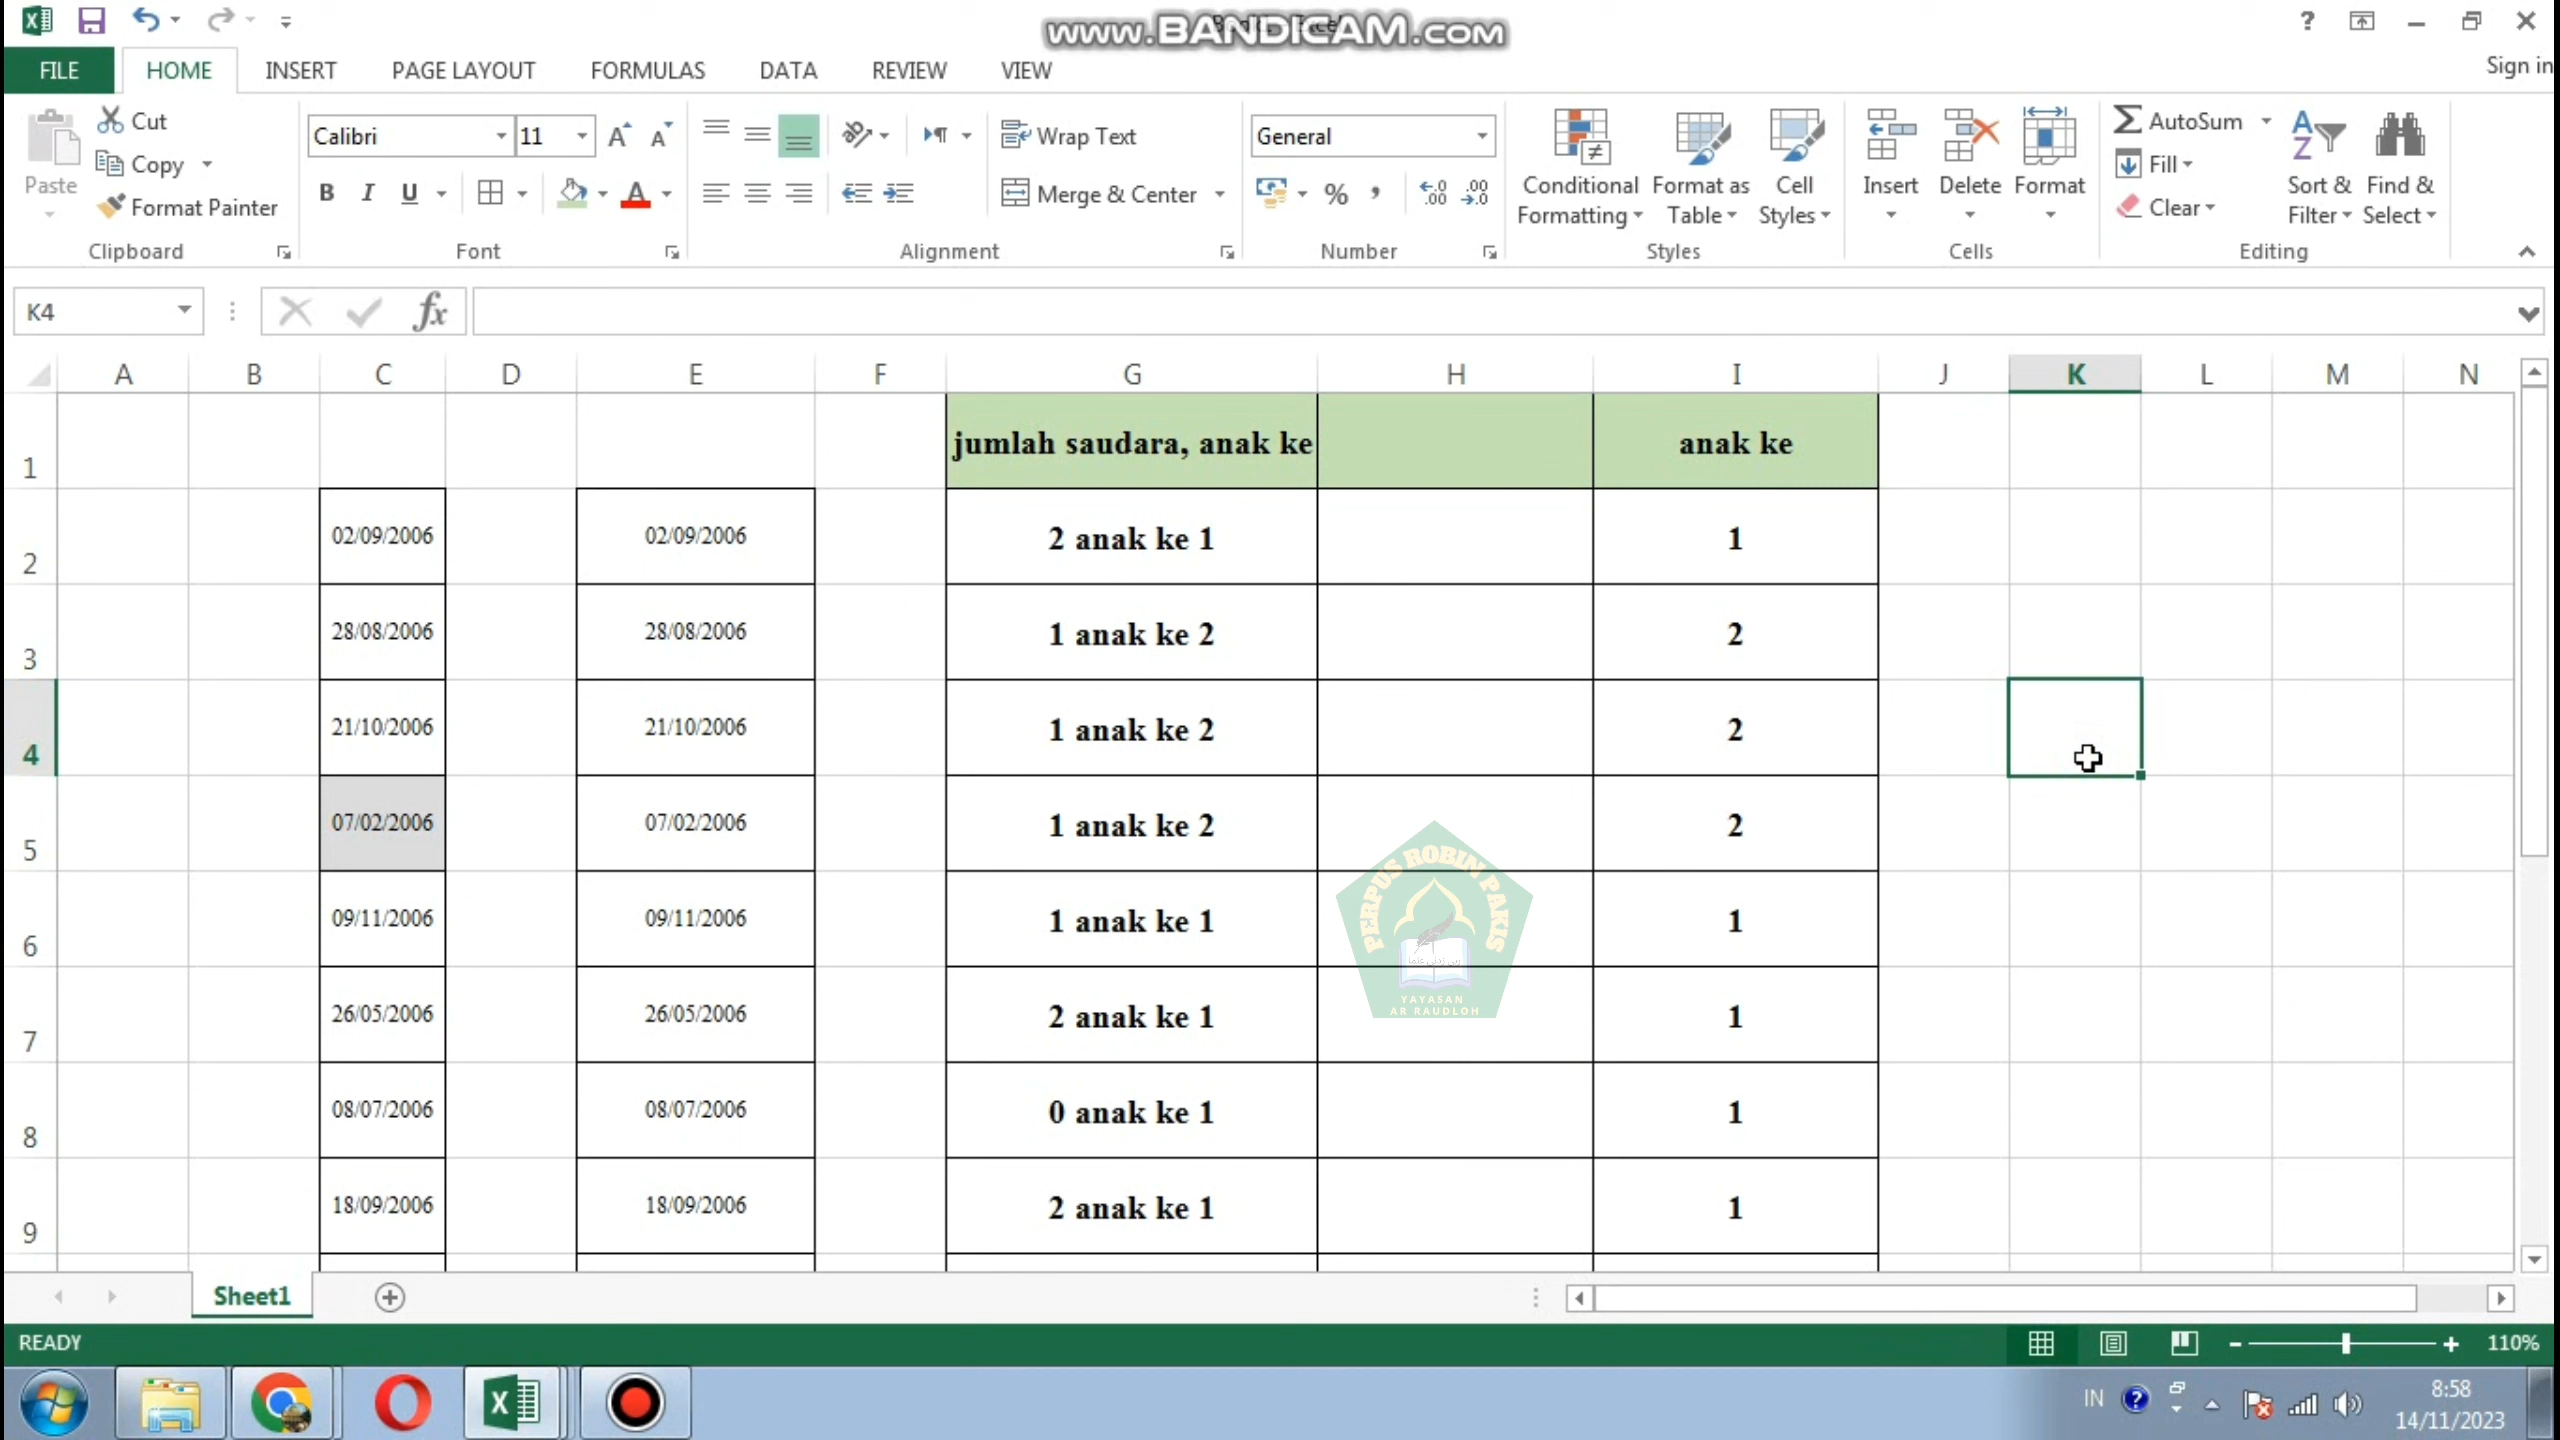 www.BANDICAM.com
Sign in
FILE HOME INSERT PAGE LAYOUT FORMULAS DATA REVIEW VIEW
Paste
Cut
Copy
Format Painter
Clipboard
Calibri 11
B I U
Font
Wrap Text
Merge & Center
Alignment
General
Number
Conditional Formatting
Format as Table
Cell Styles
Styles
Insert
Delete
Format
Cells
AutoSum
Fill
Clear
Sort & Filter
Find & Select
Editing
K4
fx
A B C D E F G H I J K L M N
1 jumlah saudara, anak ke anak ke
2 02/09/2006 02/09/2006 2 anak ke 1 1
3 28/08/2006 28/08/2006 1 anak ke 2 2
4 21/10/2006 21/10/2006 1 anak ke 2 2
5 07/02/2006 07/02/2006 1 anak ke 2 2
6 09/11/2006 09/11/2006 1 anak ke 1 1
7 26/05/2006 26/05/2006 2 anak ke 1 1
8 08/07/2006 08/07/2006 0 anak ke 1 1
9 18/09/2006 18/09/2006 2 anak ke 1 1
PERPUS ROBIN PAKIS
YAYASAN
AR RAUDLOH
Sheet1
READY
110%
IN
8:58
14/11/2023